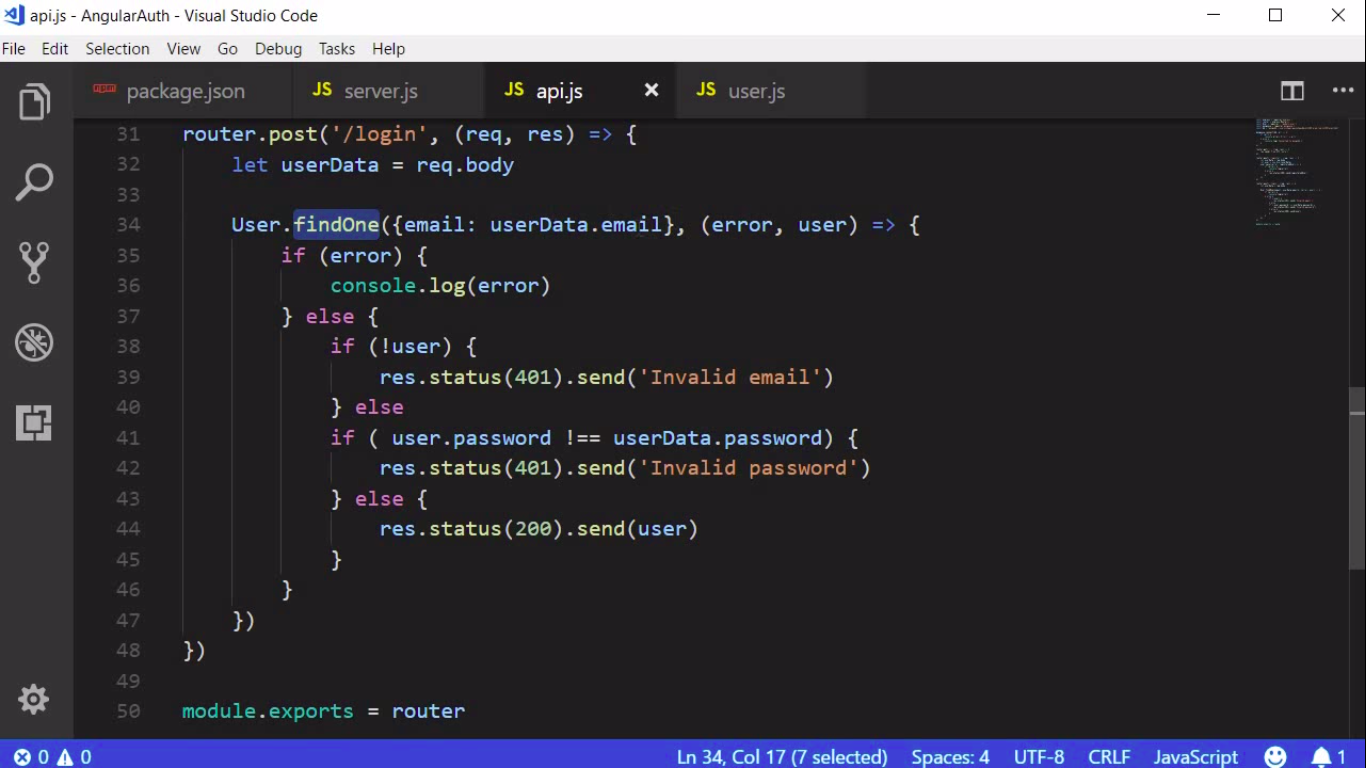 api.js - AngularAuth - Visual Studio Code
File Edit Selection View Go Debug Tasks Help
npm package.json JS server.js JS api.js JS user.js
31 router.post('/login', (req, res) => {
32 let userData = req.body
33
34 User.findOne({email: userData.email}, (error, user) => {
35 if (error) {
36 console.log(error)
37 } else {
38 if (!user) {
39 res.status(401).send('Invalid email')
40 } else
41 if ( user.password !== userData.password) {
42 res.status(401).send('Invalid password')
43 } else {
44 res.status(200).send(user)
45 }
46 }
47 })
48 })
49
50 module.exports = router
0 0 Ln 34, Col 17 (7 selected) Spaces: 4 UTF-8 CRLF JavaScript 1